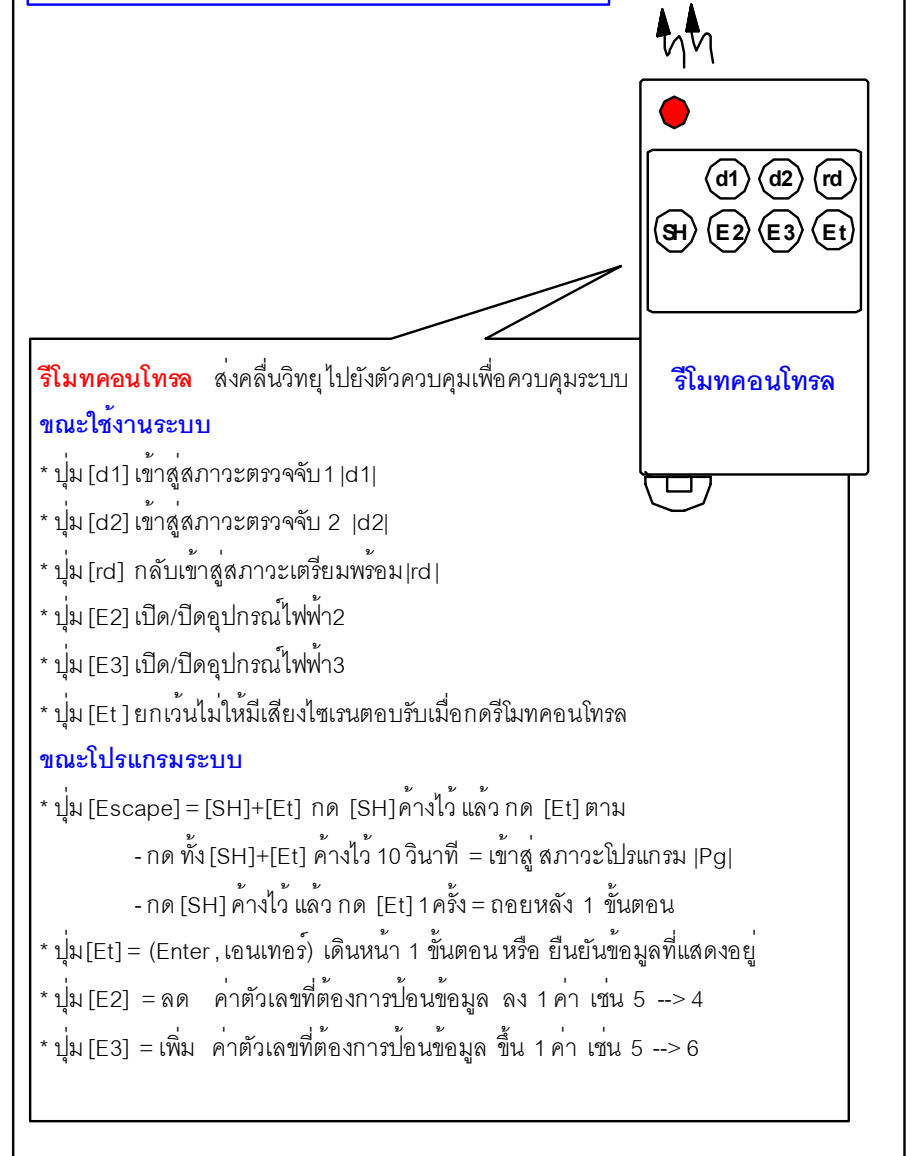 d1 d2 rd
SH E2 E3 Et
รีโมทคอนโทรล
รีโมทคอนโทรล ส่งคลื่นวิทยุไปยังตัวควบคุมเพื่อควบคุมระบบ
ขณะใช้งานระบบ
* ปุ่ม [d1] เข้าสู่สภาวะตรวจจับ1 |d1|
* ปุ่ม [d2] เข้าสู่สภาวะตรวจจับ 2 |d2|
* ปุ่ม [rd] กลับเข้าสู่สภาวะเตรียมพร้อม|rd|
* ปุ่ม [E2] เปิด/ปิดอุปกรณ์ไฟฟ้า2
* ปุ่ม [E3] เปิด/ปิดอุปกรณ์ไฟฟ้า3
* ปุ่ม [Et ] ยกเว้นไม่ให้มีเสียงไซเรนตอบรับเมื่อกดรีโมทคอนโทรล
ขณะโปรแกรมระบบ
* ปุ่ม [Escape] = [SH]+[Et] กด [SH] ค้างไว้ แล้ว กด [Et] ตาม
- กด ทั้ง [SH]+[Et] ค้างไว้ 10 วินาที = เข้าสู่ สภาวะโปรแกรม |Pg|
- กด [SH] ค้างไว้ แล้ว กด [Et] 1 ครั้ง = ถอยหลัง 1 ขั้นตอน
* ปุ่ม[Et] = (Enter , เอนเทอร์) เดินหน้า 1 ขั้นตอน หรือ ยืนยันข้อมูลที่แสดงอยู่
* ปุ่ม [E2] = ลด ค่าตัวเลขที่ต้องการป้อนข้อมูล ลง 1 ค่า เช่น 5 --> 4
* ปุ่ม [E3] = เพิ่ม ค่าตัวเลขที่ต้องการป้อนข้อมูล ขึ้น 1 ค่า เช่น 5 --> 6